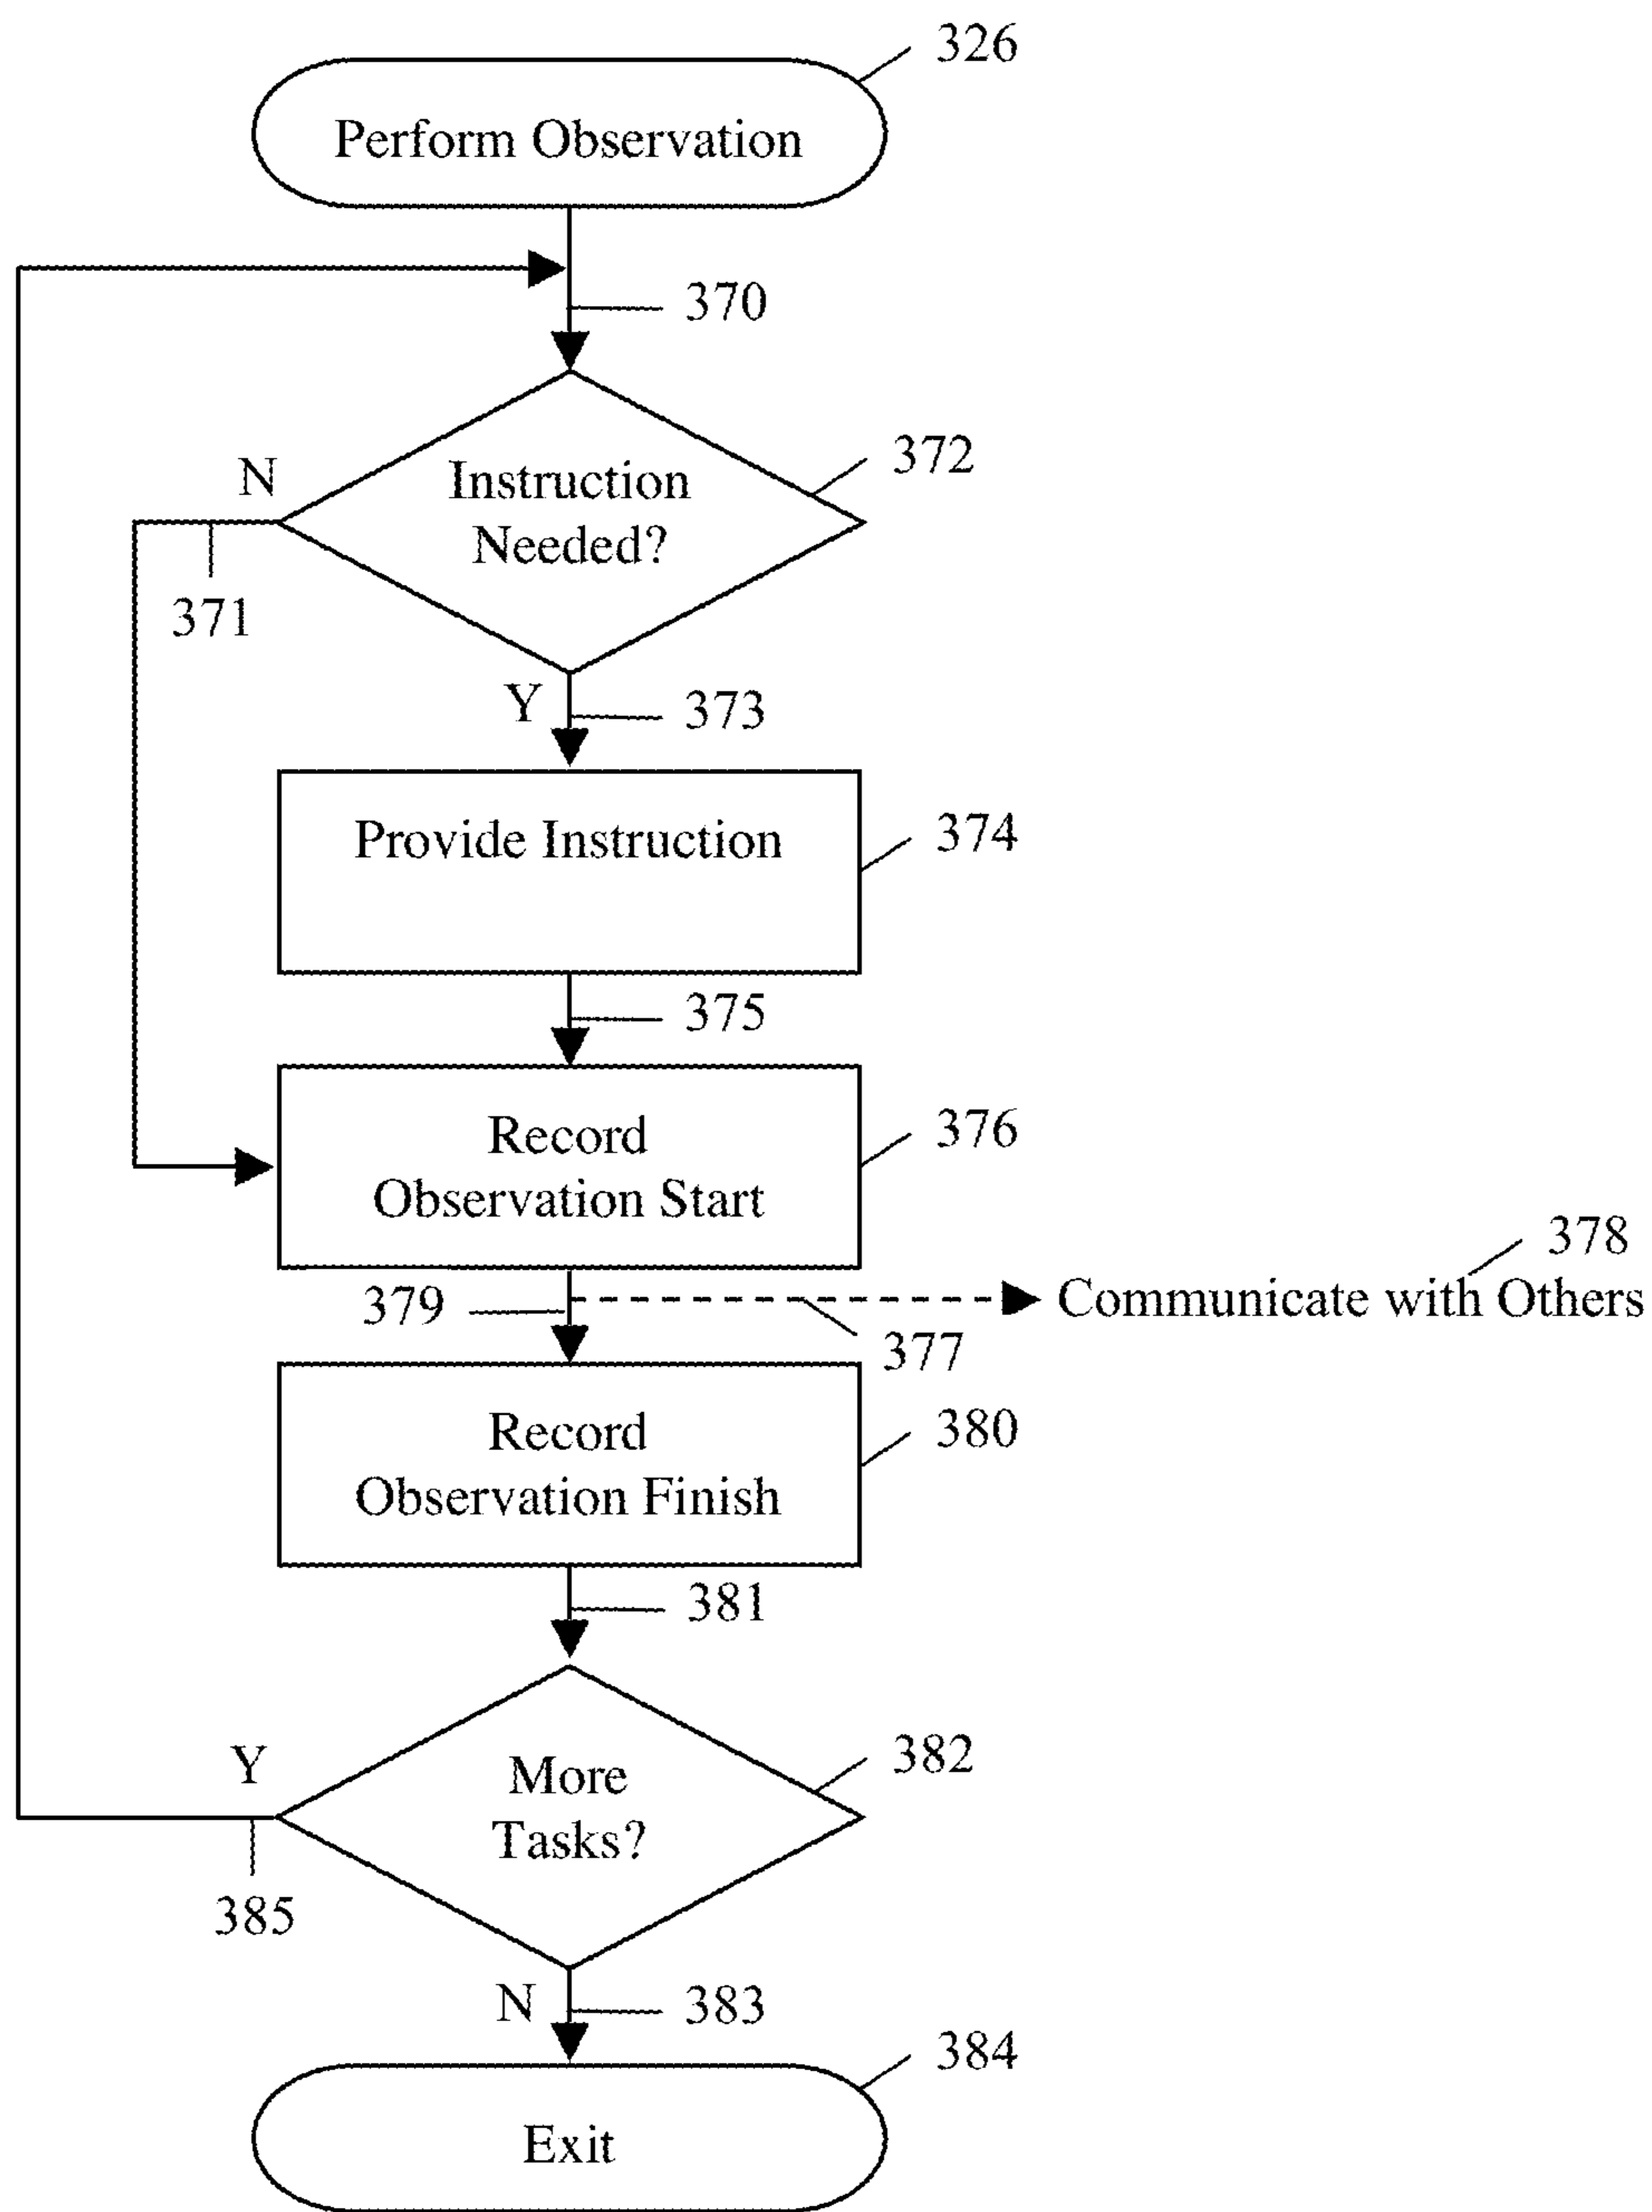 326
Perform Observation
370
372
N
Instruction
Needed?
371
Y
373
374
Provide Instruction
375
376
Record
Observation Start
378
379
Communicate with Others
377
380
Record
Observation Finish
381
382
Y
More
Tasks?
385
N
383
384
Exit